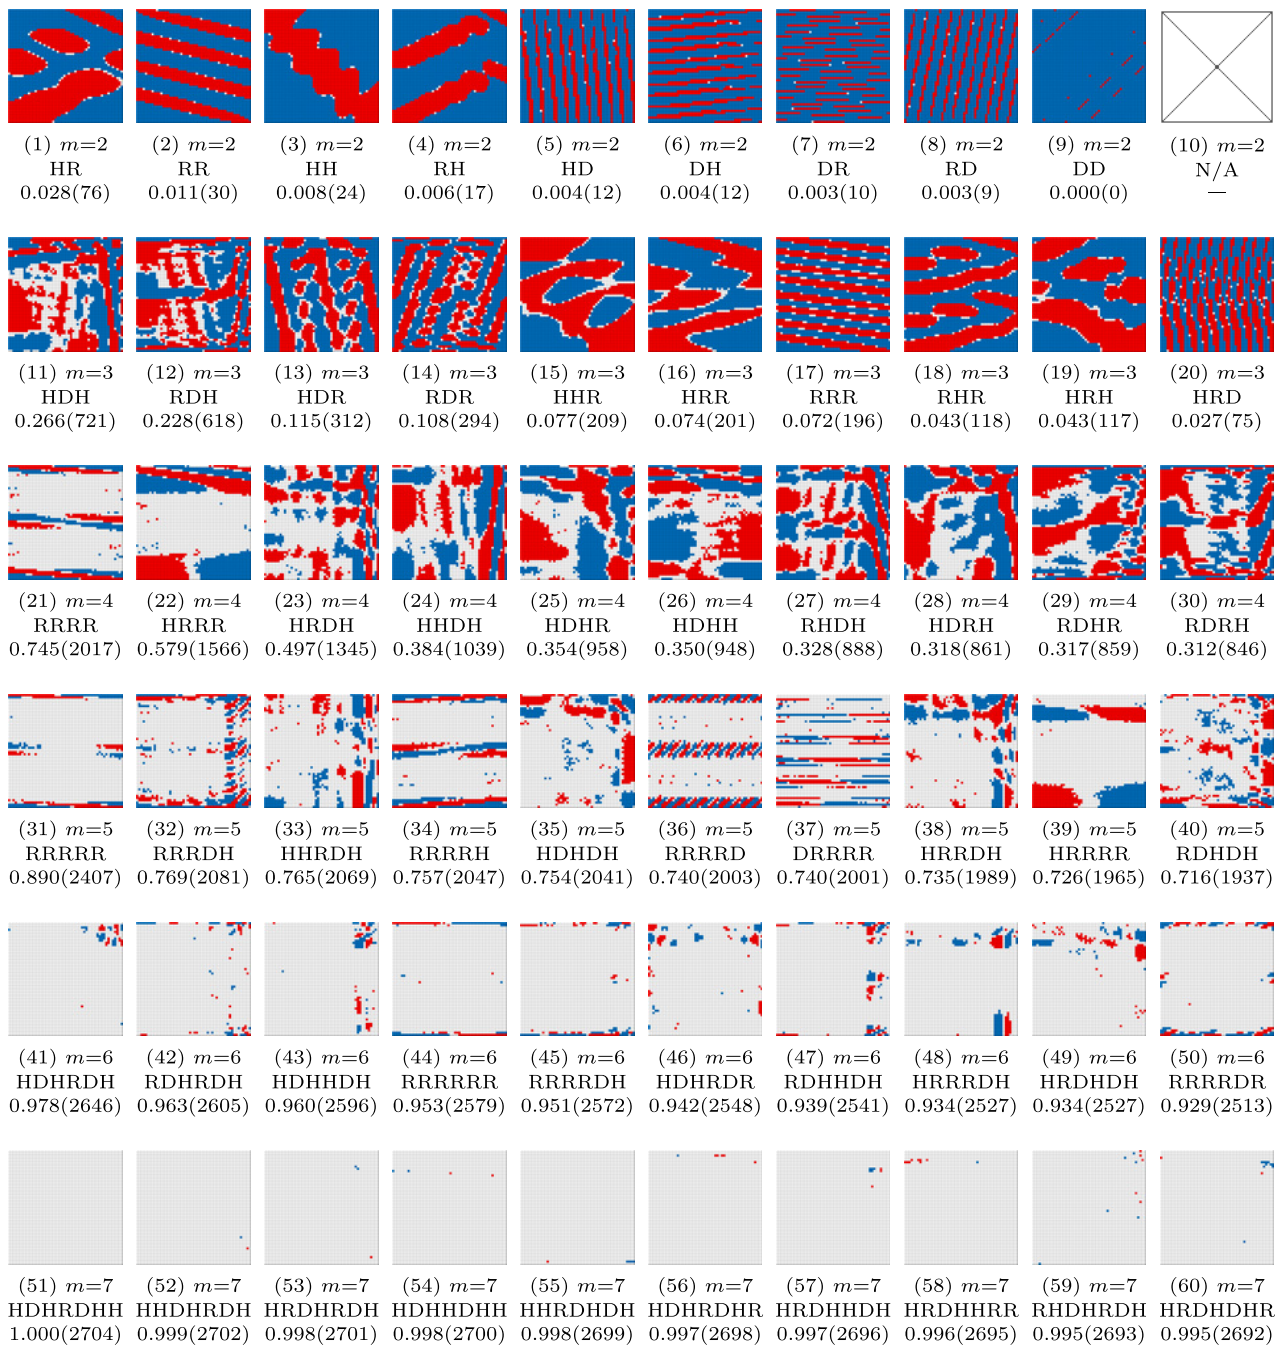 (1) m=2 (2) m=2 (3) m=2 (4) m=2 (5) m=2 (6) m=2 (7) m=2 (8) m=2 (9) m=2 (10) m=2
HR RR HH RH HD DH DR RD DD N/A
0.028(76) 0.011(30) 0.008(24) 0.006(17) 0.004(12) 0.004(12) 0.003(10) 0.003(9) 0.000(0) —
(11) m=3 (12) m=3 (13) m=3 (14) m=3 (15) m=3 (16) m=3 (17) m=3 (18) m=3 (19) m=3 (20) m=3
HDH RDH HDR RDR HHR HRR RRR RHR HRH HRD
0.266(721) 0.228(618) 0.115(312) 0.108(294) 0.077(209) 0.074(201) 0.072(196) 0.043(118) 0.043(117) 0.027(75)
(21) m=4 (22) m=4 (23) m=4 (24) m=4 (25) m=4 (26) m=4 (27) m=4 (28) m=4 (29) m=4 (30) m=4
RRRR HRRR HRDH HHDH HDHR HDHH RHDH HDRH RDHR RDRH
0.745(2017) 0.579(1566) 0.497(1345) 0.384(1039) 0.354(958) 0.350(948) 0.328(888) 0.318(861) 0.317(859) 0.312(846)
(31) m=5 (32) m=5 (33) m=5 (34) m=5 (35) m=5 (36) m=5 (37) m=5 (38) m=5 (39) m=5 (40) m=5
RRRRR RRRDH HHRDH RRRRH HDHDH RRRRD DRRRR HRRDH HRRRR RDHDH
0.890(2407) 0.769(2081) 0.765(2069) 0.757(2047) 0.754(2041) 0.740(2003) 0.740(2001) 0.735(1989) 0.726(1965) 0.716(1937)
(41) m=6 (42) m=6 (43) m=6 (44) m=6 (45) m=6 (46) m=6 (47) m=6 (48) m=6 (49) m=6 (50) m=6
HDHRDH RDHRDH HDHHDH RRRRRR RRRRDH HDHRDR RDHHDH HRRRDH HRDHDH RRRRDR
0.978(2646) 0.963(2605) 0.960(2596) 0.953(2579) 0.951(2572) 0.942(2548) 0.939(2541) 0.934(2527) 0.934(2527) 0.929(2513)
(51) m=7 (52) m=7 (53) m=7 (54) m=7 (55) m=7 (56) m=7 (57) m=7 (58) m=7 (59) m=7 (60) m=7
HDHRDHH HHDHRDH HRDHRDH HDHHDHH HHRDHDH HDHRDHR HRDHHDH HRDHHRR RHDHRDH HRDHDHR
1.000(2704) 0.999(2702) 0.998(2701) 0.998(2700) 0.998(2699) 0.997(2698) 0.997(2696) 0.996(2695) 0.995(2693) 0.995(2692)